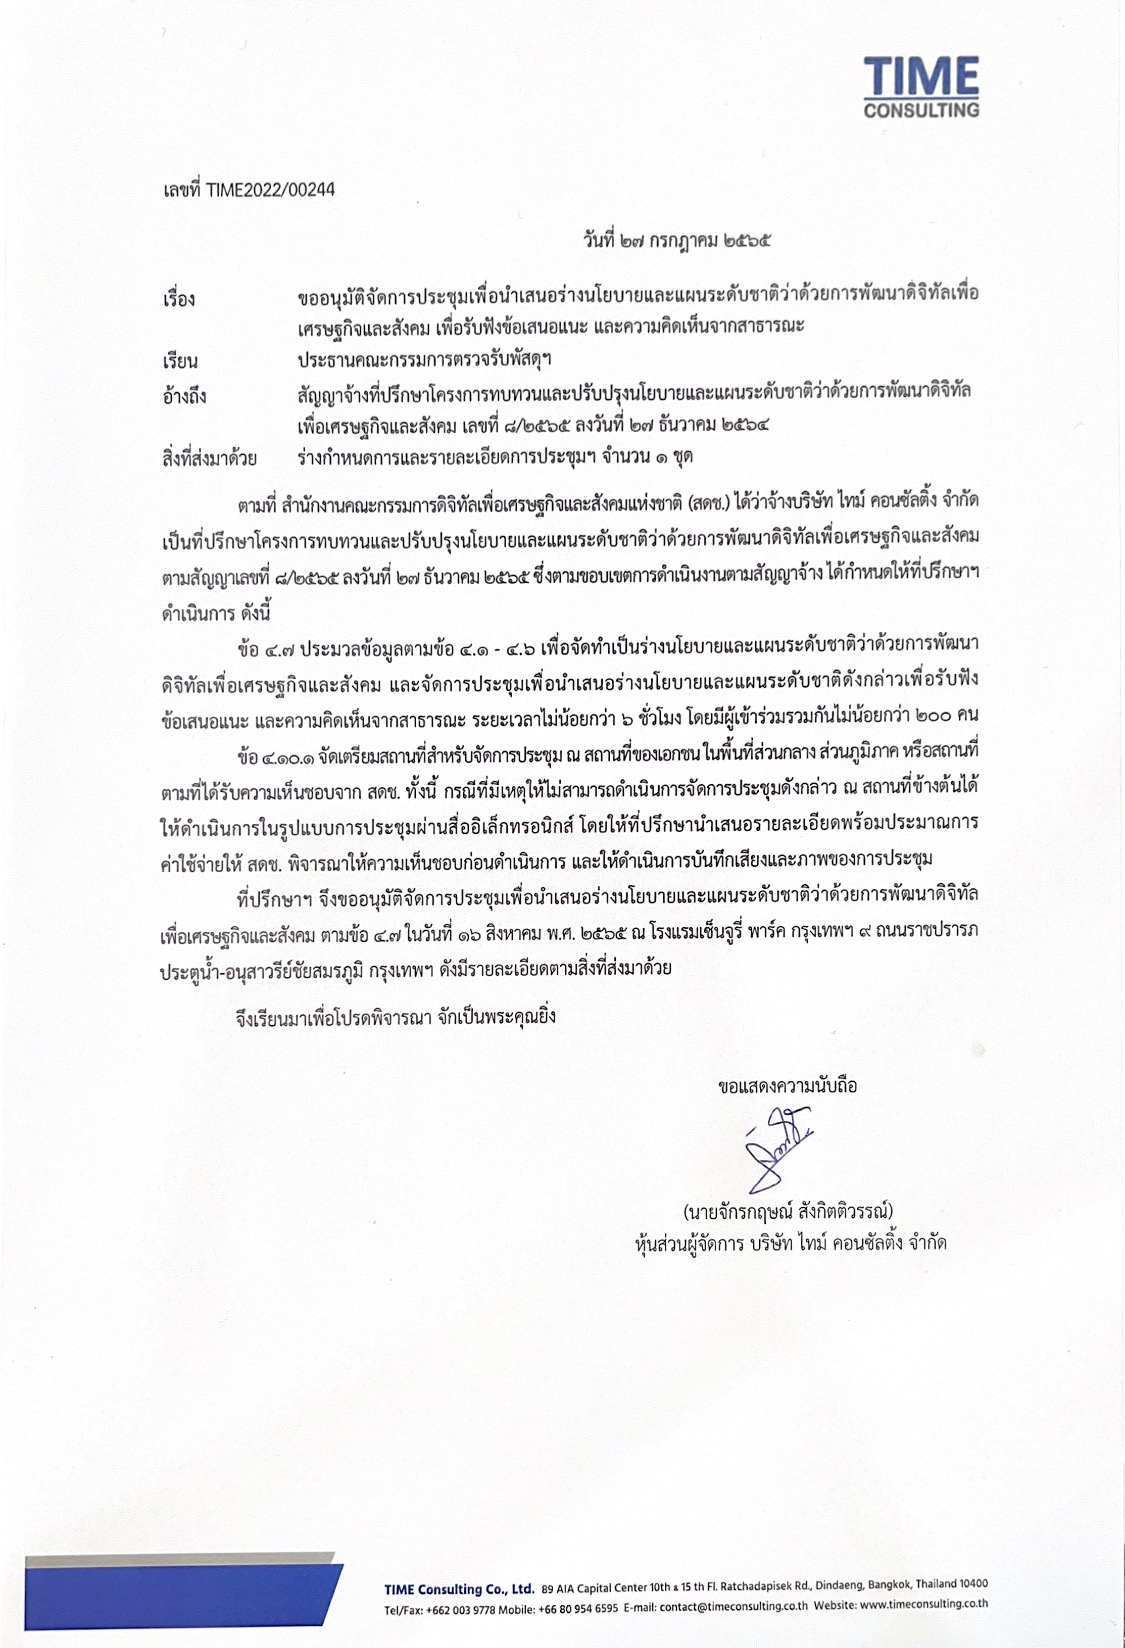 TIME
CONSULTING
เลขที่ TIME2022/00244
วันที่ ๒๗ กรกฎาคม ๒๕๖๕
เรื่อง ขออนุมัติจัดการประชุมเพื่อนำเสนอร่างนโยบายและแผนระดับชาติว่าด้วยการพัฒนาดิจิทัลเพื่อ
เศรษฐกิจและสังคม เพื่อรับฟังข้อเสนอแนะ และความคิดเห็นจากสาธารณะ
เรียน ประธานคณะกรรมการตรวจรับพัสดุฯ
อ้างถึง สัญญาจ้างที่ปรึกษาโครงการทบทวนและปรับปรุงนโยบายและแผนระดับชาติว่าด้วยการพัฒนาดิจิทัล
เพื่อเศรษฐกิจและสังคม เลขที่ ๘/๒๕๖๕ ลงวันที่ ๒๗ ธันวาคม ๒๕๖๔
สิ่งที่ส่งมาด้วย ร่างกำหนดการและรายละเอียดการประชุมฯ จำนวน ๑ ชุด
ตามที่ สำนักงานคณะกรรมการดิจิทัลเพื่อเศรษฐกิจและสังคมแห่งชาติ (สดช.) ได้ว่าจ้างบริษัท ไทม์ คอนซัลติ้ง จำกัด
เป็นที่ปรึกษาโครงการทบทวนและปรับปรุงนโยบายและแผนระดับชาติว่าด้วยการพัฒนาดิจิทัลเพื่อเศรษฐกิจและสังคม
ตามสัญญาเลขที่ ๘/๒๕๖๕ ลงวันที่ ๒๗ ธันวาคม ๒๕๖๕ ซึ่งตามขอบเขตการดำเนินงานตามสัญญาจ้าง ได้กำหนดให้ที่ปรึกษาฯ
ดำเนินการ ดังนี้
ข้อ ๔.๗ ประมวลข้อมูลตามข้อ ๔.๑ - ๔.๖ เพื่อจัดทำเป็นร่างนโยบายและแผนระดับชาติว่าด้วยการพัฒนา
ดิจิทัลเพื่อเศรษฐกิจและสังคม และจัดการประชุมเพื่อนำเสนอร่างนโยบายและแผนระดับชาติดังกล่าวเพื่อรับฟัง
ข้อเสนอแนะ และความคิดเห็นจากสาธารณะ ระยะเวลาไม่น้อยกว่า ๖ ชั่วโมง โดยมีผู้เข้าร่วมรวมกันไม่น้อยกว่า ๒๐๐ คน
ข้อ ๔.๑๐.๑ จัดเตรียมสถานที่สำหรับจัดการประชุม ณ สถานที่ของเอกชน ในพื้นที่ส่วนกลาง ส่วนภูมิภาค หรือสถานที่
ตามที่ได้รับความเห็นชอบจาก สดช. ทั้งนี้ กรณีที่มีเหตุให้ไม่สามารถดำเนินการจัดการประชุมดังกล่าว ณ สถานที่ข้างต้นได้
ให้ดำเนินการในรูปแบบการประชุมผ่านสื่ออิเล็กทรอนิกส์ โดยให้ที่ปรึกษานำเสนอรายละเอียดพร้อมประมาณการ
ค่าใช้จ่ายให้ สดช. พิจารณาให้ความเห็นชอบก่อนดำเนินการ และให้ดำเนินการบันทึกเสียงและภาพของการประชุม
ที่ปรึกษาฯ จึงขออนุมัติจัดการประชุมเพื่อนำเสนอร่างนโยบายและแผนระดับชาติว่าด้วยการพัฒนาดิจิทัล
เพื่อเศรษฐกิจและสังคม ตามข้อ ๔.๗ ในวันที่ ๑๖ สิงหาคม พ.ศ. ๒๕๖๕ ณ โรงแรมเซ็นจูรี่ พาร์ค กรุงเทพฯ ๙ ถนนราชปรารภ
ประตูน้ำ-อนุสาวรีย์ชัยสมรภูมิ กรุงเทพฯ ดังมีรายละเอียดตามสิ่งที่ส่งมาด้วย
จึงเรียนมาเพื่อโปรดพิจารณา จักเป็นพระคุณยิ่ง
ขอแสดงความนับถือ
(นายจักรกฤษณ์ สังกิตติวรรณ์)
หุ้นส่วนผู้จัดการ บริษัท ไทม์ คอนซัลติ้ง จำกัด
TIME Consulting Co., Ltd. 89 AIA Capital Center 10th & 15 th Fl. Ratchadapisek Rd., Dindaeng, Bangkok, Thailand 10400
Tel/Fax: +662 003 9778 Mobile: +66 80 954 6595 E-mail: contact@timeconsulting.co.th Website: www.timeconsulting.co.th